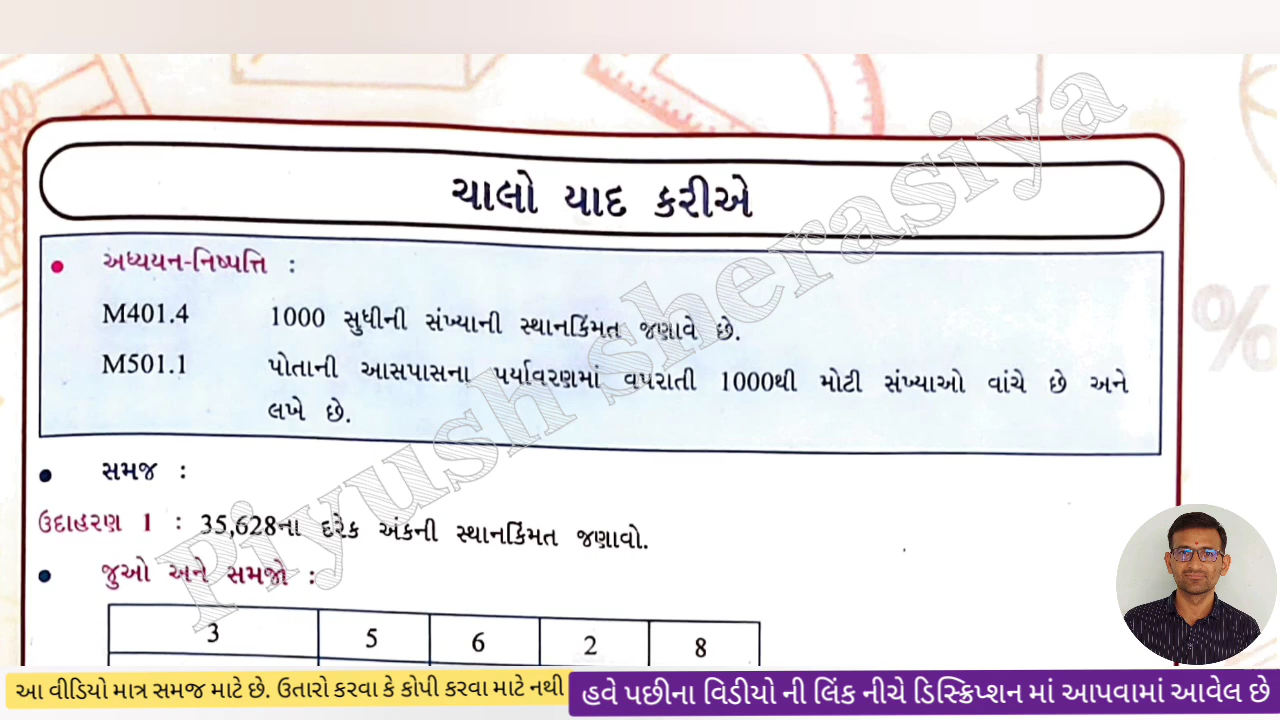 ચાલો યાદ કરીએ
અધ્યયન-નિષ્પત્તિ :
M401.4 1000 સુધીની સંખ્યાની સ્થાનકિંમત જણાવે છે.
M501.1 પોતાની આસપાસના પર્યાવરણમાં વપરાતી 1000થી મોટી સંખ્યાઓ વાંચે છે અને
લખે છે.
સમજ :
ઉદાહરણ 1 : 35,628ના દરેક અંકની સ્થાનકિંમત જણાવો.
જુઓ અને સમજો :
3 5 6 2 8
Piyush sherasiya
%
આ વીડિયો માત્ર સમજ માટે છે. ઉતારો કરવા કે કોપી કરવા માટે નથી
હવે પછીના વિડીયો ની લિંક નીચે ડિસ્ક્રિપ્શન માં આપવામાં આવેલ છે